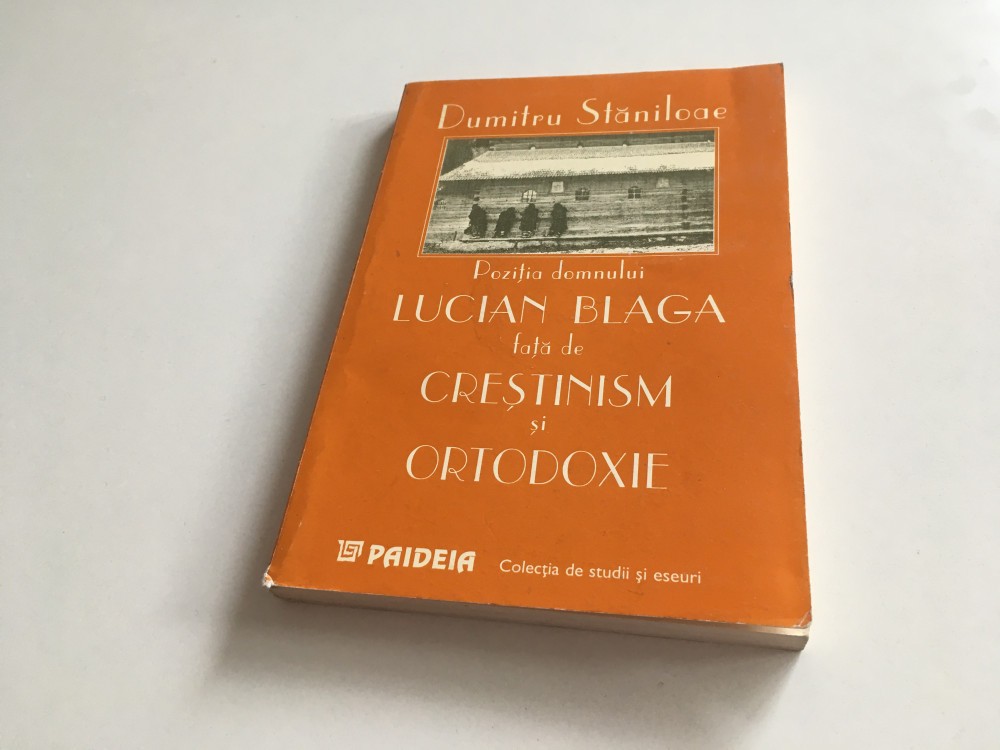 Dumitru Stăniloae
Poziția domnului
LUCIAN BLAGA
față de
CREȘTINISM
și
ORTODOXIE
PAIDEIA Colecția de studii și eseuri